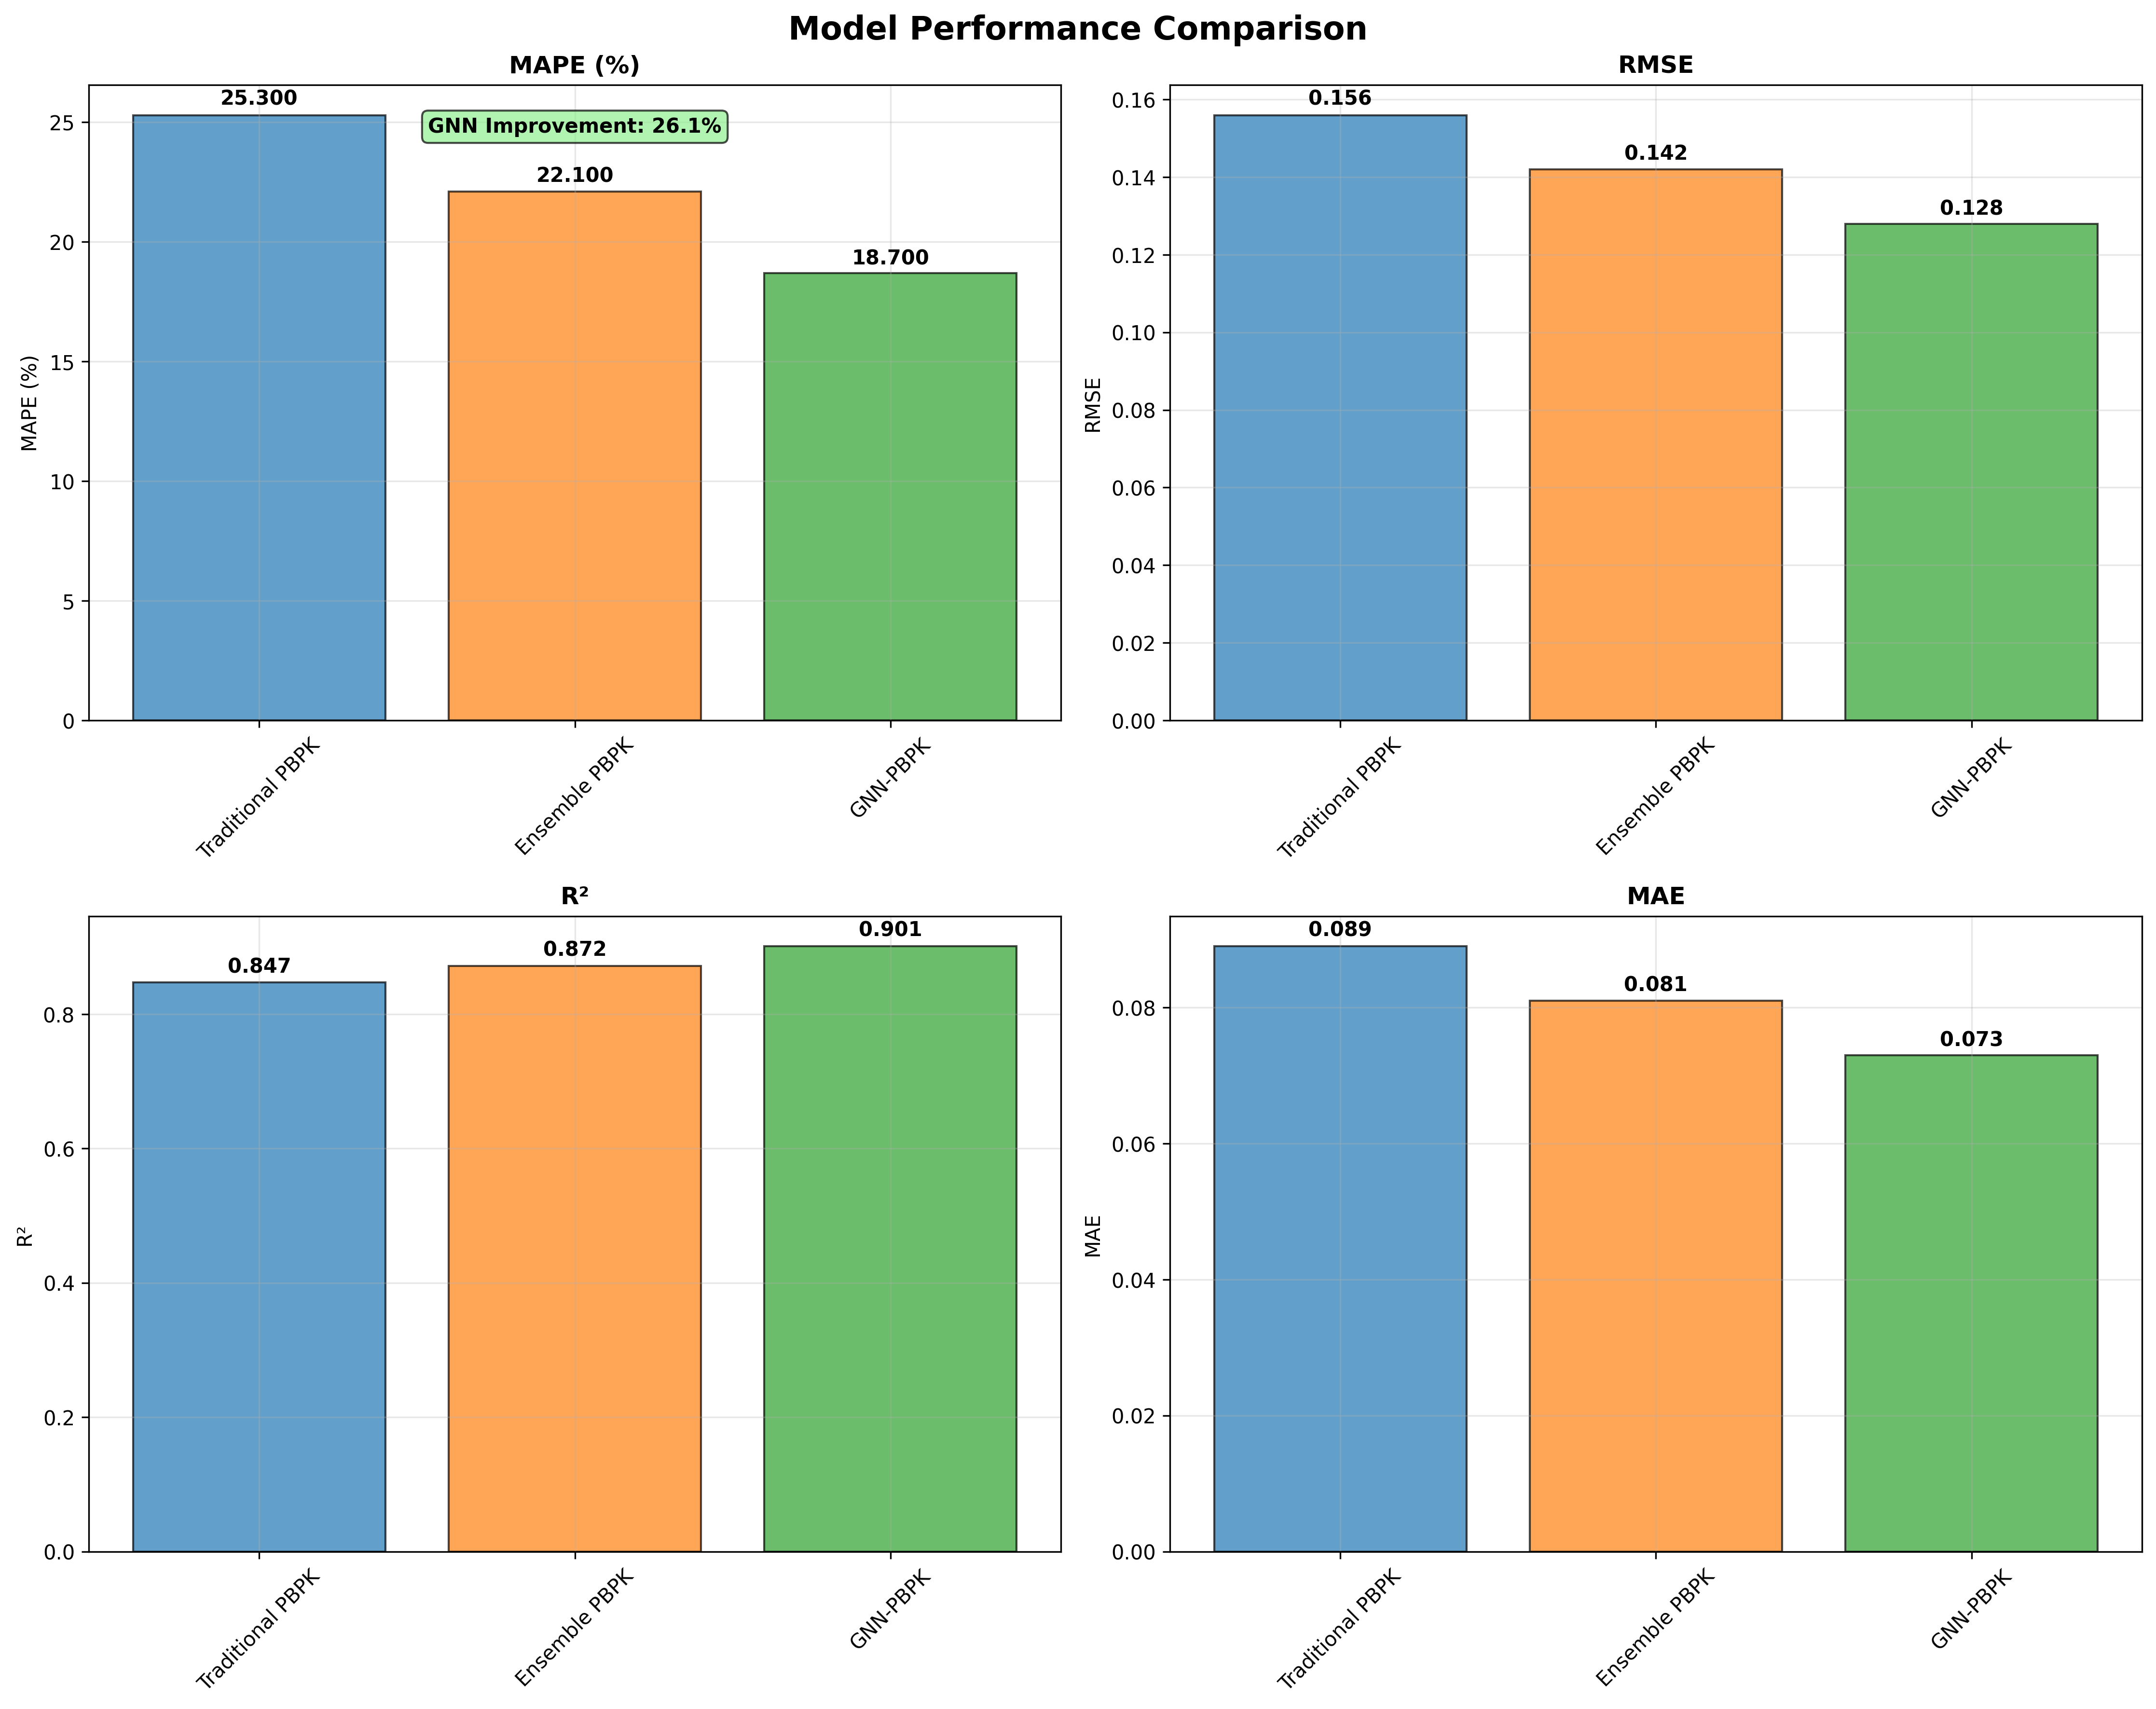 Model Performance Comparison
MAPE (%)
25.300
GNN Improvement: 26.1%
22.100
18.700
25
20
15
10
5
0
MAPE (%)
Traditional PBPK
Ensemble PBPK
GNN-PBPK
RMSE
0.156
0.142
0.128
0.16
0.14
0.12
0.10
0.08
0.06
0.04
0.02
0.00
RMSE
Traditional PBPK
Ensemble PBPK
GNN-PBPK
R²
0.847
0.872
0.901
0.8
0.6
0.4
0.2
0.0
R²
Traditional PBPK
Ensemble PBPK
GNN-PBPK
MAE
0.089
0.081
0.073
0.08
0.06
0.04
0.02
0.00
MAE
Traditional PBPK
Ensemble PBPK
GNN-PBPK